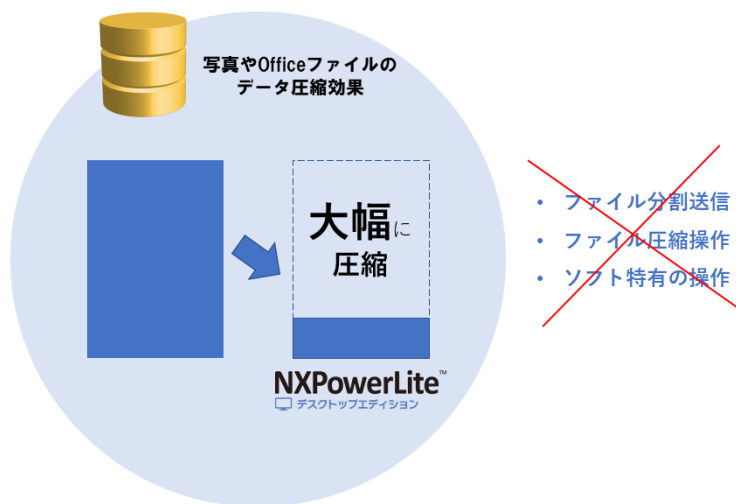 写真やOfficeファイルの
データ圧縮効果
大幅に
圧縮
NXPowerLite™
デスクトップエディション
• ファイル分割送信
• ファイル圧縮操作
• ソフト特有の操作